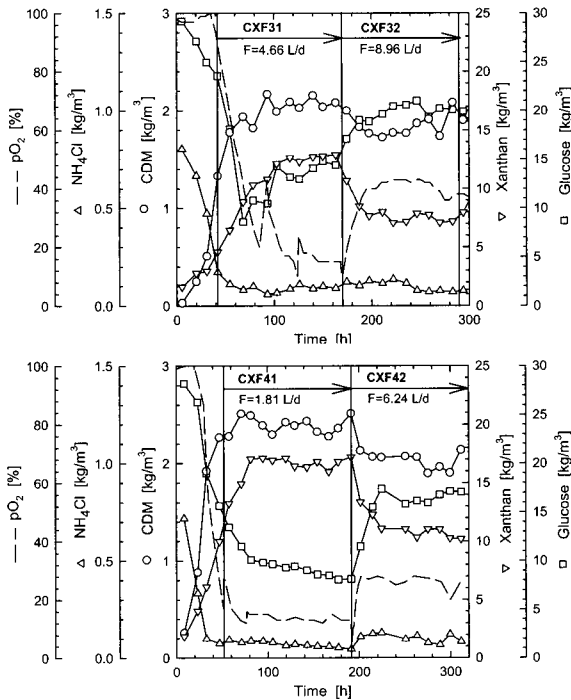 CXF31
CXF32
F=4.66 L/d
F=8.96 L/d
— — pO₂ [%]
100
80
60
40
20
0
△ NH₄Cl [kg/m³]
1.5
1.0
0.5
0.0
○ CDM [kg/m³]
3
2
1
0
▽ Xanthan [kg/m³]
25
20
15
10
5
0
□ Glucose [kg/m³]
30
25
20
15
10
5
0
0 100 200 300
Time [h]
CXF41
CXF42
F=1.81 L/d
F=6.24 L/d
— — pO₂ [%]
100
80
60
40
20
0
△ NH₄Cl [kg/m³]
1.5
1.0
0.5
0.0
○ CDM [kg/m³]
3
2
1
0
▽ Xanthan [kg/m³]
25
20
15
10
5
0
□ Glucose [kg/m³]
30
25
20
15
10
5
0
0 100 200 300
Time [h]